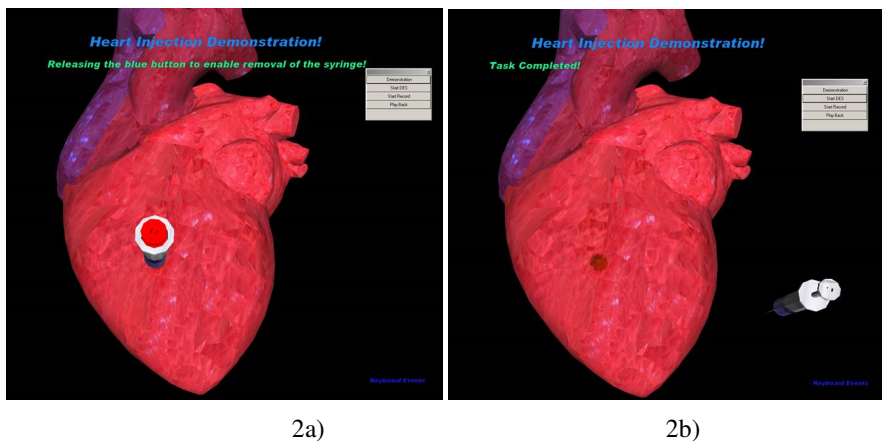 Heart Injection Demonstration!
Releasing the blue button to enable removal of the syringe!
Demonstration
Start DES
Start Record
Play Back
Keyboard Events
Heart Injection Demonstration!
Task Completed!
Demonstration
Start DES
Start Record
Play Back
Keyboard Events
2a)
2b)